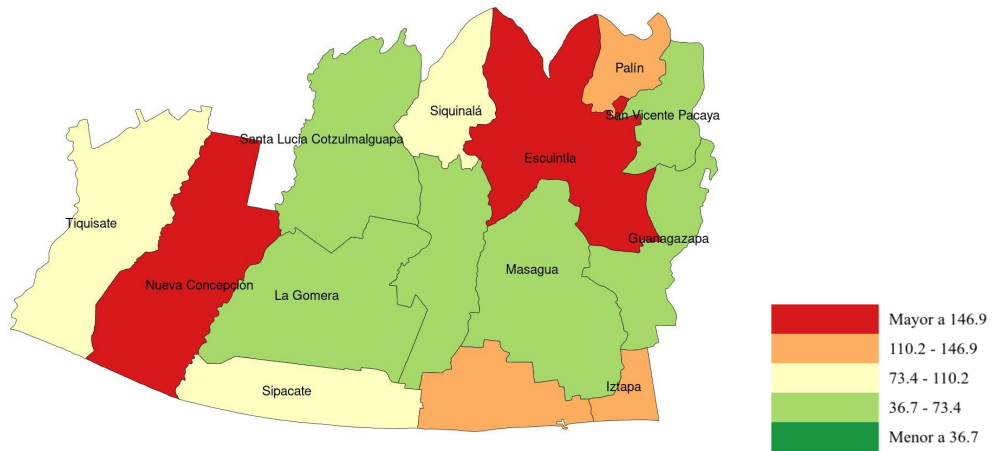 Palín
Siquinalá
San Vicente Pacaya
Santa Lucía Cotzulmalguapa
Escuintla
Tiquisate
Guanagazapa
Masagua
Nueva Concepción
La Gomera
Iztapa
Sipacate
Mayor a 146.9
110.2 - 146.9
73.4 - 110.2
36.7 - 73.4
Menor a 36.7